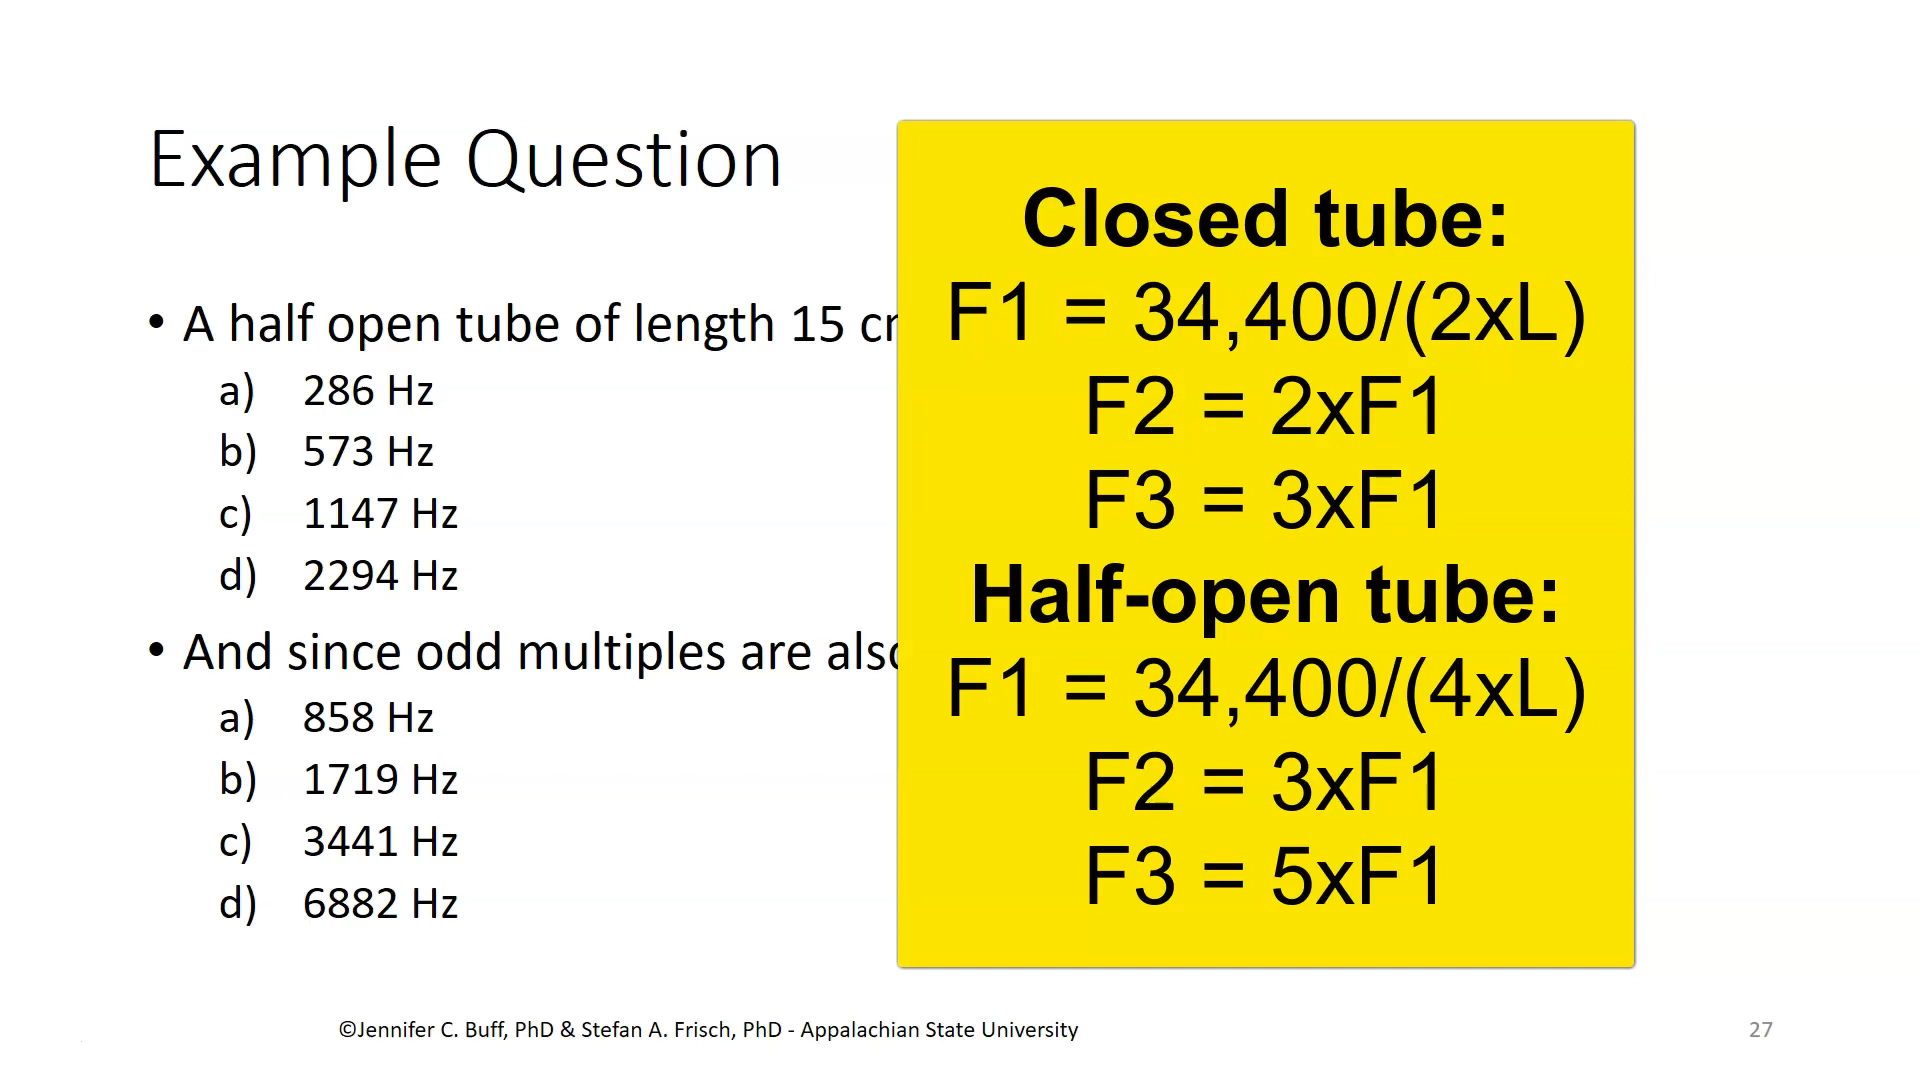 Example Question
• A half open tube of length 15
a) 286 Hz
b) 573 Hz
c) 1147 Hz
d) 2294 Hz
• And since odd multiples are also
a) 858 Hz
b) 1719 Hz
c) 3441 Hz
d) 6882 Hz
Closed tube:
F1 = 34,400/(2xL)
F2 = 2xF1
F3 = 3xF1
Half-open tube:
F1 = 34,400/(4xL)
F2 = 3xF1
F3 = 5xF1
©Jennifer C. Buff, PhD & Stefan A. Frisch, PhD - Appalachian State University
27